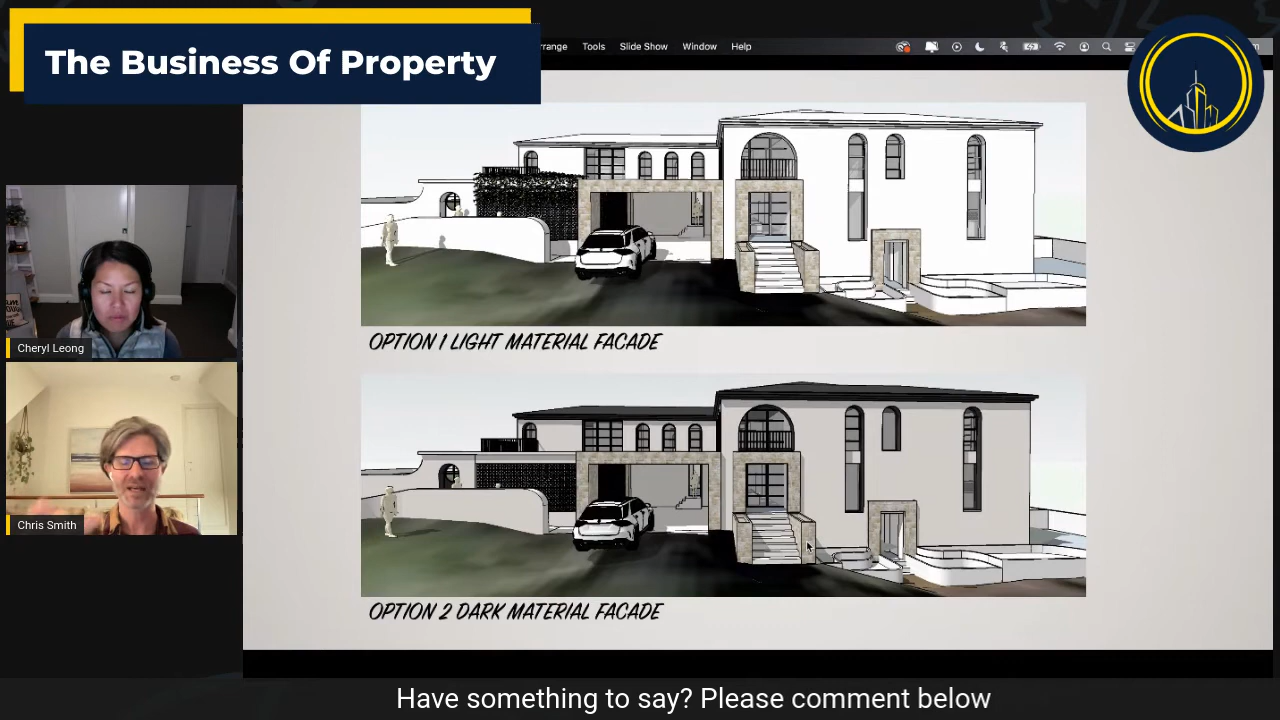 The Business Of Property
Tools Slide Show Window Help
Cheryl Leong
Chris Smith
OPTION 1 LIGHT MATERIAL FACADE
OPTION 2 DARK MATERIAL FACADE
Have something to say? Please comment below